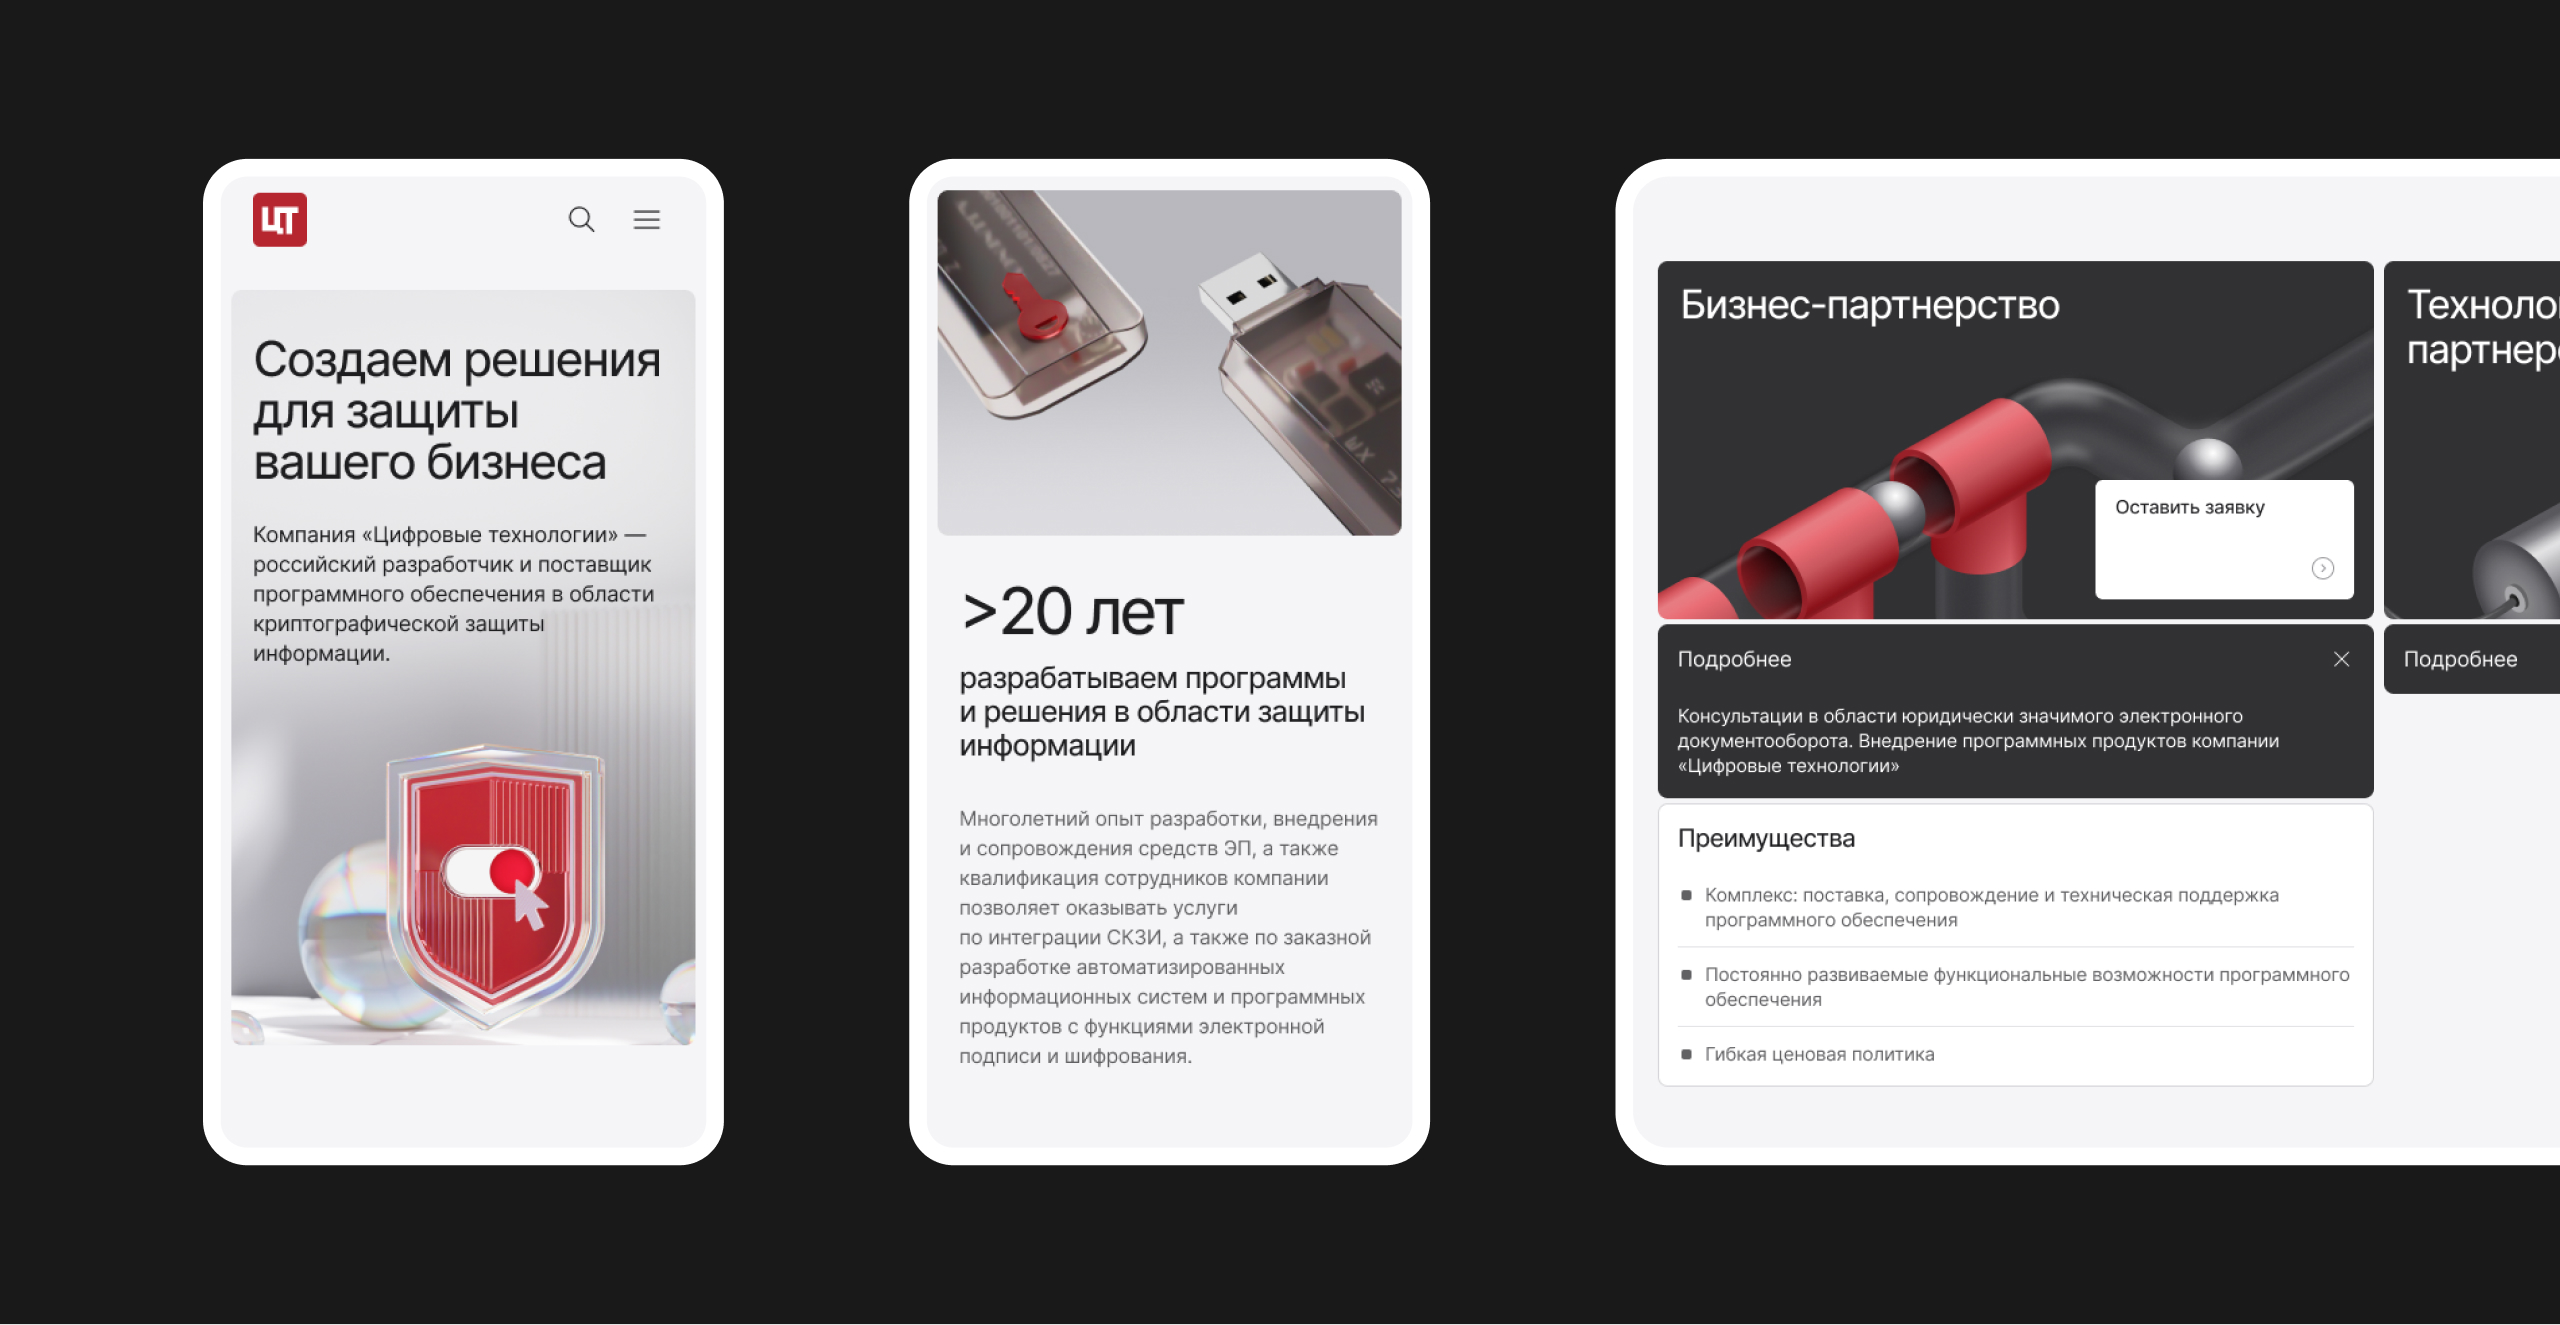 ЦТ
Создаем решения
для защиты
вашего бизнеса
Компания «Цифровые технологии» —
российский разработчик и поставщик
программного обеспечения в области
криптографической защиты
информации.
>20 лет
разрабатываем программы
и решения в области защиты
информации
Многолетний опыт разработки, внедрения
и сопровождения средств ЭП, а также
квалификация сотрудников компании
позволяет оказывать услуги
по интеграции СКЗИ, а также по заказной
разработке автоматизированных
информационных систем и программных
продуктов с функциями электронной
подписи и шифрования.
Бизнес-партнерство
Оставить заявку
Подробнее
Консультации в области юридически значимого электронного
документооборота. Внедрение программных продуктов компании
«Цифровые технологии»
Преимущества
Комплекс: поставка, сопровождение и техническая поддержка
программного обеспечения
Постоянно развиваемые функциональные возможности программного
обеспечения
Гибкая ценовая политика
Подробнее